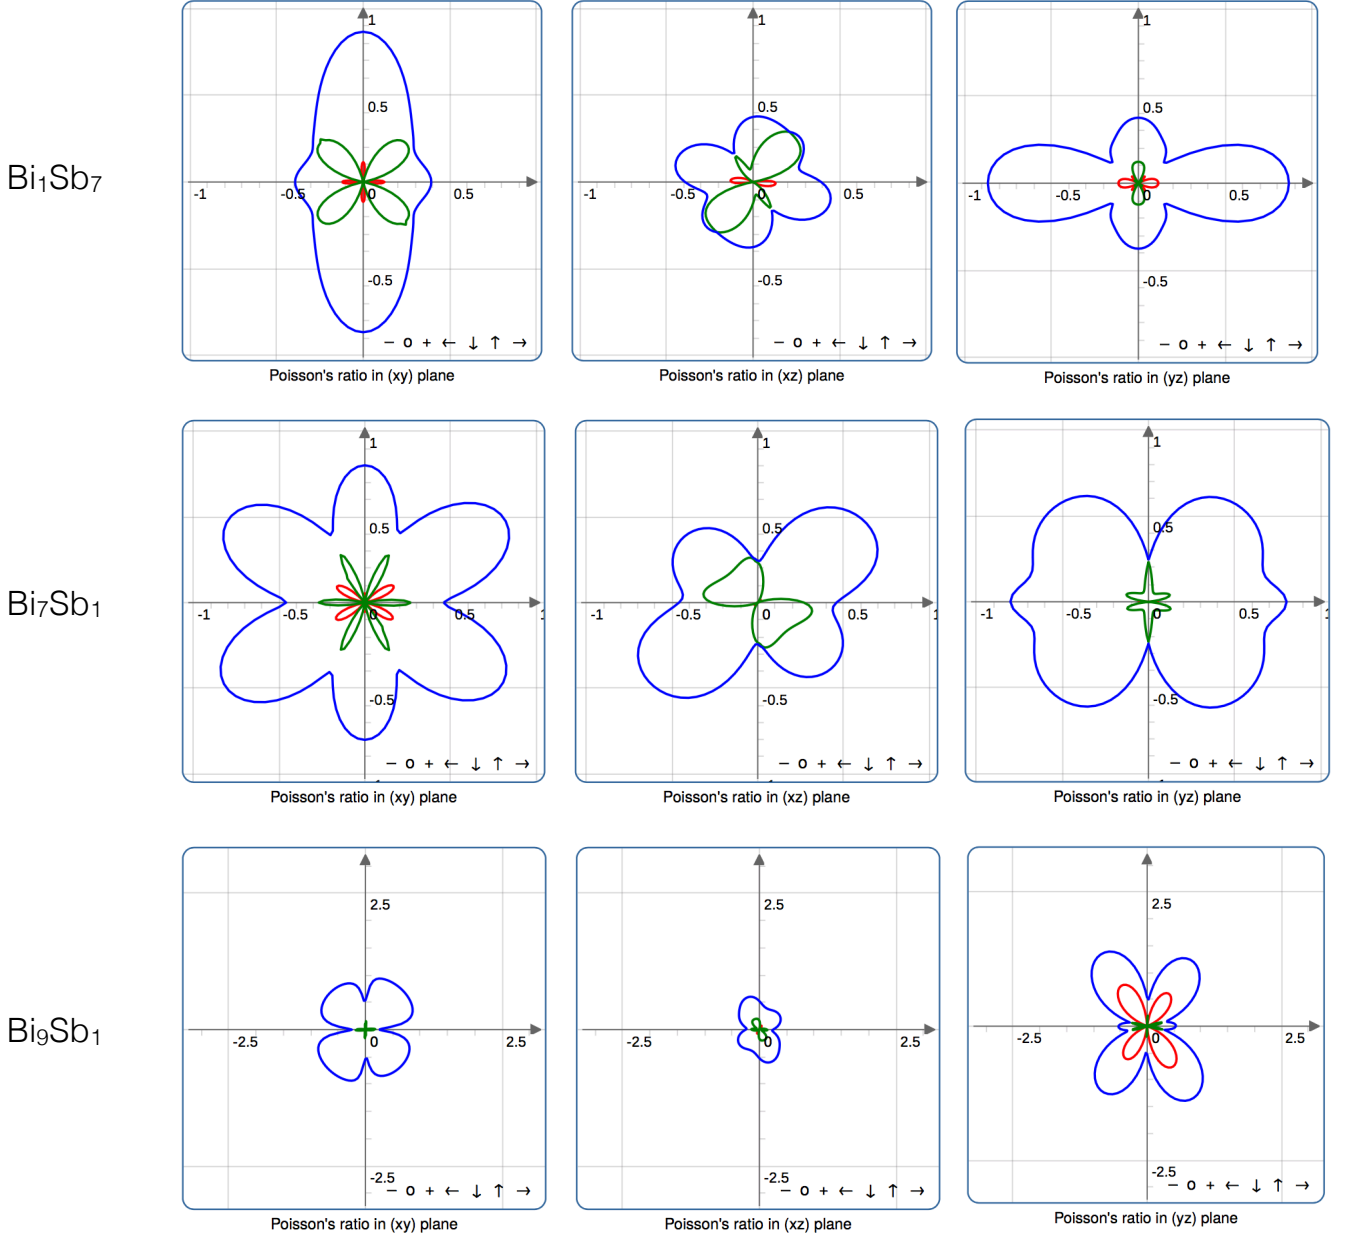 1 1 1
0.5 0.5 0.5
Bi₁Sb₇
-1 -0.5 0 0.5 -1 -0.5 0 0.5 -1 -0.5 0 0.5
-0.5 -0.5 -0.5
− o + ← ↓ ↑ → − o + ← ↓ ↑ → − o + ← ↓ ↑ →
Poisson's ratio in (xy) plane Poisson's ratio in (xz) plane Poisson's ratio in (yz) plane
1 1 1
0.5 0.5 0.5
Bi₇Sb₁
-1 -0.5 0 0.5 1 -1 -0.5 0 0.5 1 -1 -0.5 0 0.5 1
-0.5 -0.5 -0.5
− o + ← ↓ ↑ → − o + ← ↓ ↑ → − o + ← ↓ ↑ →
Poisson's ratio in (xy) plane Poisson's ratio in (xz) plane Poisson's ratio in (yz) plane
2.5 2.5 2.5
Bi₉Sb₁
-2.5 0 2.5 -2.5 0 2.5 -2.5 0 2.5
-2.5 -2.5 -2.5
− o + ← ↓ ↑ → − o + ← ↓ ↑ → − o + ← ↓ ↑ →
Poisson's ratio in (xy) plane Poisson's ratio in (xz) plane Poisson's ratio in (yz) plane